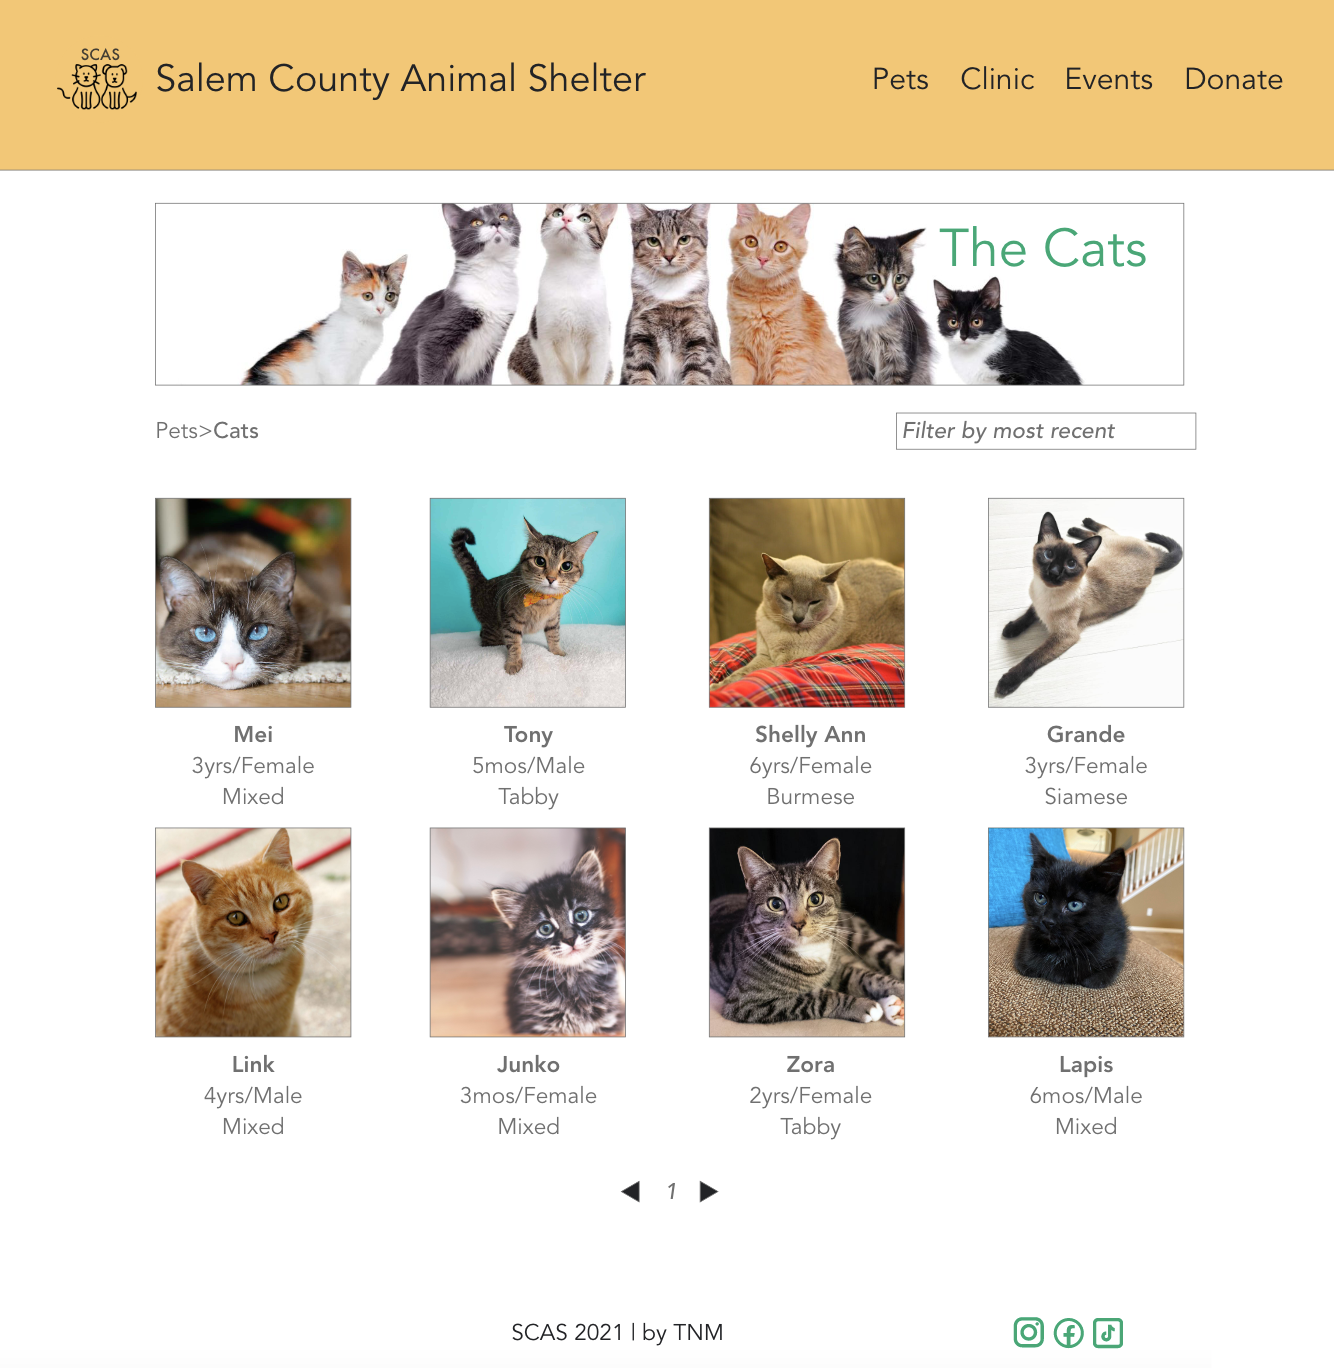 SCAS
Salem County Animal Shelter
Pets Clinic Events Donate
The Cats
Pets>Cats
Filter by most recent
Mei
3yrs/Female
Mixed
Tony
5mos/Male
Tabby
Shelly Ann
6yrs/Female
Burmese
Grande
3yrs/Female
Siamese
Link
4yrs/Male
Mixed
Junko
3mos/Female
Mixed
Zora
2yrs/Female
Tabby
Lapis
6mos/Male
Mixed
1
SCAS 2021 | by TNM